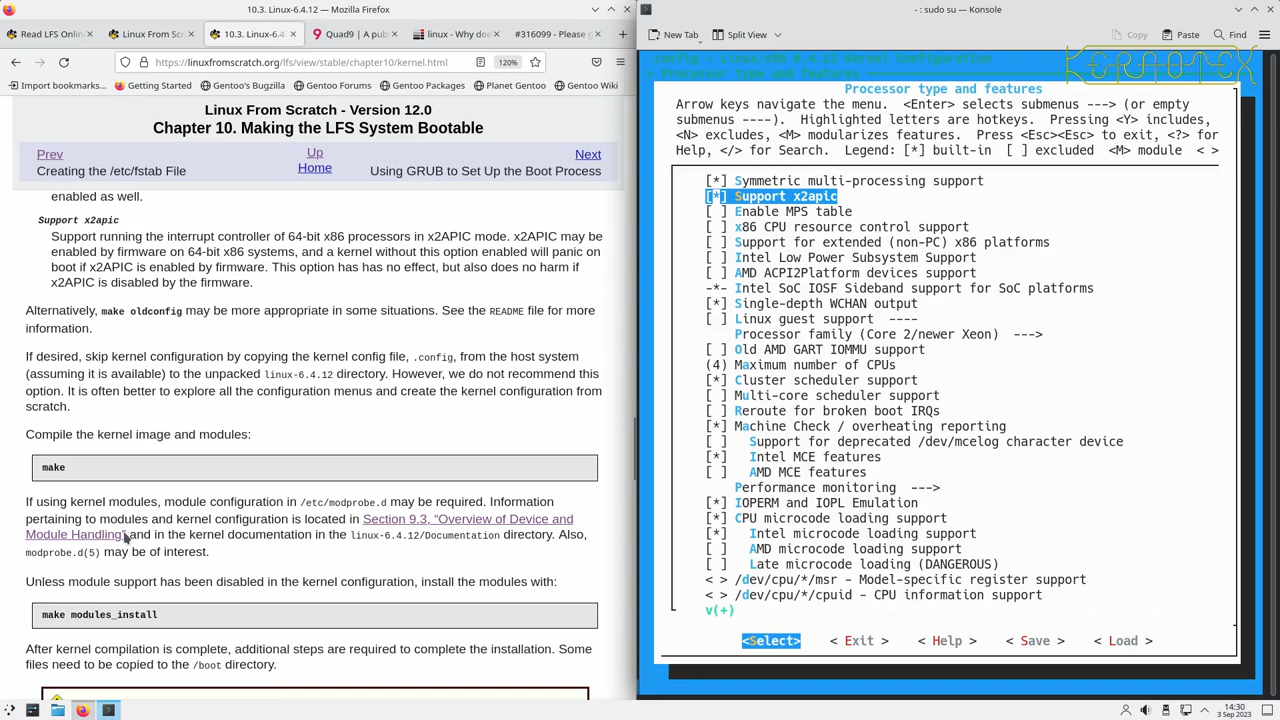 10.3. Linux-6.4.12 — Mozilla Firefox
Read LFS Onlin
Linux From Scra
10.3. Linux-6.4
Quad9 | A publ
linux - Why doe
#316099 - Please g
https://linuxfromscratch.org/lfs/view/stable/chapter10/kernel.html
120%
Import bookmarks...
Getting Started
Gentoo's Bugzilla
Gentoo Forums
Gentoo Packages
Planet Gentoo
Gentoo Wiki
Linux From Scratch - Version 12.0
Chapter 10. Making the LFS System Bootable
Prev
Up
Next
Creating the /etc/fstab File
Home
Using GRUB to Set Up the Boot Process
enabled as well.
Support x2apic
Support running the interrupt controller of 64-bit x86 processors in x2APIC mode. x2APIC may be
enabled by firmware on 64-bit x86 systems, and a kernel without this option enabled will panic on
boot if x2APIC is enabled by firmware. This option has has no effect, but also does no harm if
x2APIC is disabled by the firmware.
Alternatively, make oldconfig may be more appropriate in some situations. See the README file for more
information.
If desired, skip kernel configuration by copying the kernel config file, .config, from the host system
(assuming it is available) to the unpacked linux-6.4.12 directory. However, we do not recommend this
option. It is often better to explore all the configuration menus and create the kernel configuration from
scratch.
Compile the kernel image and modules:
make
If using kernel modules, module configuration in /etc/modprobe.d may be required. Information
pertaining to modules and kernel configuration is located in Section 9.3, “Overview of Device and
Module Handling” and in the kernel documentation in the linux-6.4.12/Documentation directory. Also,
modprobe.d(5) may be of interest.
Unless module support has been disabled in the kernel configuration, install the modules with:
make modules_install
After kernel compilation is complete, additional steps are required to complete the installation. Some
files need to be copied to the /boot directory.
- : sudo su — Konsole
New Tab
Split View
Copy
Paste
Find
.config - Linux/x86 6.4.12 Kernel Configuration
> Processor type and features
KERNOTEX
Processor type and features
Arrow keys navigate the menu. <Enter> selects submenus ---> (or empty
submenus ----). Highlighted letters are hotkeys. Pressing <Y> includes,
<N> excludes, <M> modularizes features. Press <Esc><Esc> to exit, <?> for
Help, </> for Search. Legend: [*] built-in [ ] excluded <M> module < >
[*] Symmetric multi-processing support
[*] Support x2apic
[ ] Enable MPS table
[ ] x86 CPU resource control support
[ ] Support for extended (non-PC) x86 platforms
[ ] Intel Low Power Subsystem Support
[ ] AMD ACPI2Platform devices support
-*- Intel SoC IOSF Sideband support for SoC platforms
[*] Single-depth WCHAN output
[ ] Linux guest support ----
Processor family (Core 2/newer Xeon) --->
[ ] Old AMD GART IOMMU support
(4) Maximum number of CPUs
[*] Cluster scheduler support
[ ] Multi-core scheduler support
[ ] Reroute for broken boot IRQs
[*] Machine Check / overheating reporting
[ ] Support for deprecated /dev/mcelog character device
[*] Intel MCE features
[ ] AMD MCE features
Performance monitoring --->
[*] IOPERM and IOPL Emulation
[*] CPU microcode loading support
[*] Intel microcode loading support
[ ] AMD microcode loading support
[ ] Late microcode loading (DANGEROUS)
< > /dev/cpu/*/msr - Model-specific register support
< > /dev/cpu/*/cpuid - CPU information support
v(+)
<Select> < Exit > < Help > < Save > < Load >
14:30
3 Sep 2023